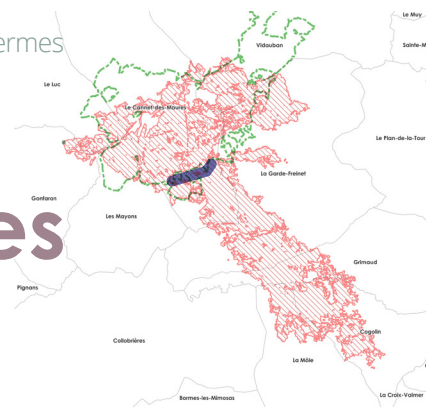 Le Muy
ermes
Vidauban
Sainte-M
Le Luc
Le Cannet-des-Maures
Le Plan-de-la-Tour
La Garde-Freinet
Gonfaron
Les Mayons
es
Grimaud
Pignans
Cogolin
Collobrières
La Môle
Bormes-les-Mimosas
La Croix-Valmer